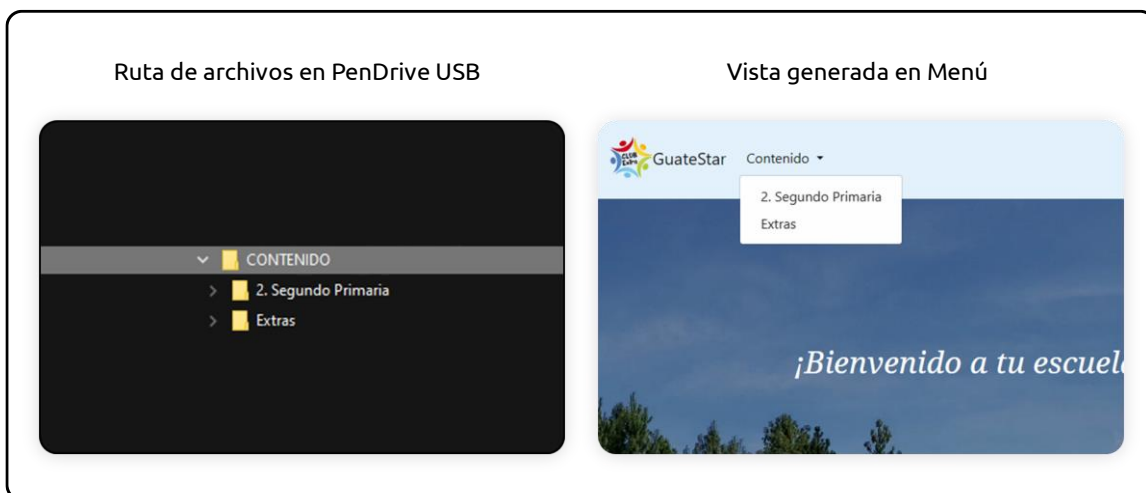 Ruta de archivos en PenDrive USB
CONTENIDO
2. Segundo Primaria
Extras
Vista generada en Menú
CLUB
GuateStar
Contenido
2. Segundo Primaria
Extras
¡Bienvenido a tu escuel